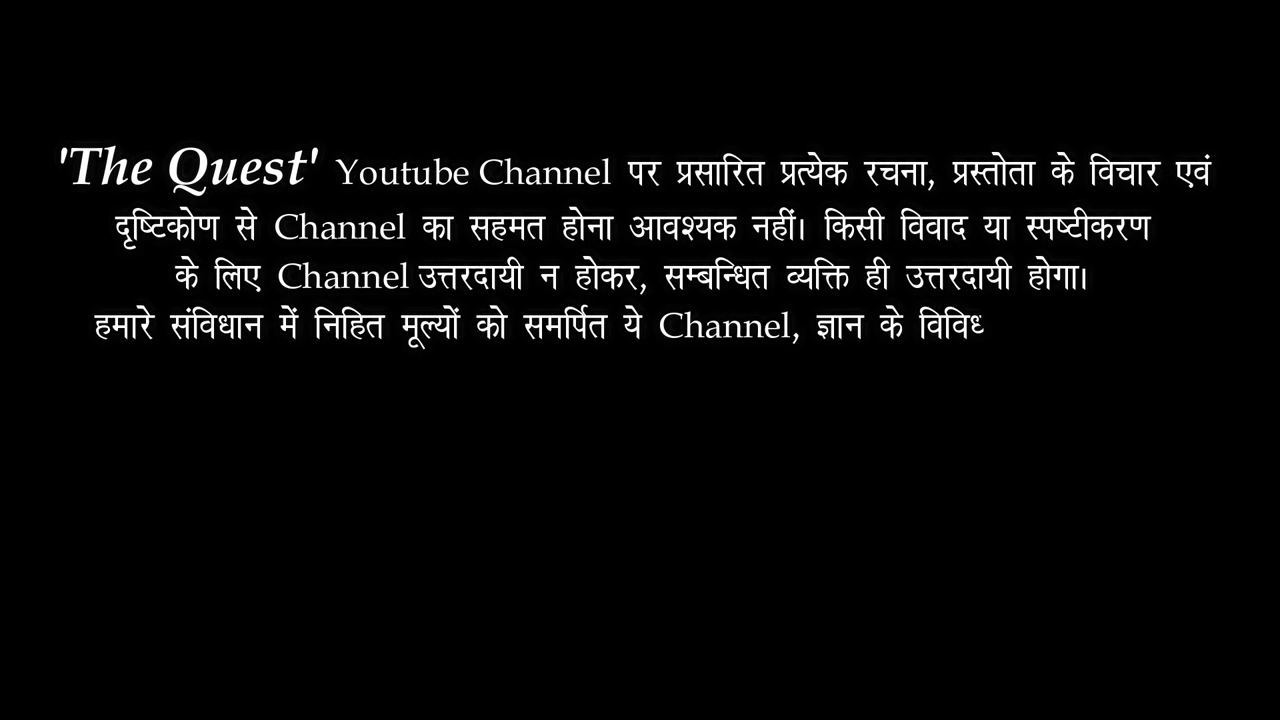 'The Quest' Youtube Channel पर प्रसारित प्रत्येक रचना, प्रस्तोता के विचार एवं
दृष्टिकोण से Channel का सहमत होना आवश्यक नहीं। किसी विवाद या स्पष्टीकरण
के लिए Channel उत्तरदायी न होकर, सम्बन्धित व्यक्ति ही उत्तरदायी होगा।
हमारे संविधान में निहित मूल्यों को समर्पित ये Channel, ज्ञान के विविध